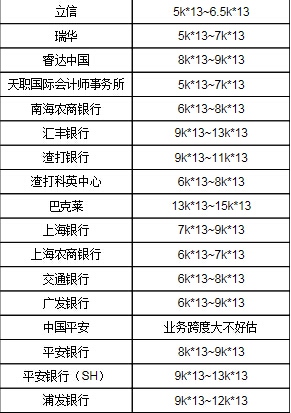 立信 5k*13~6.5k*13
瑞华 5k*13~7k*13
睿达中国 8k*13~9k*13
天职国际会计师事务所 5k*13~7k*13
南海农商银行 6k*13~8k*13
汇丰银行 9k*13~13k*13
渣打银行 9k*13~11k*13
渣打科英中心 6k*13~8k*13
巴克莱 13k*13~15k*13
上海银行 7k*13~9k*13
上海农商银行 6k*13~7k*13
交通银行 6k*13~8k*13
广发银行 6k*13~9k*13
中国平安 业务跨度大不好估
平安银行 8k*13~9k*13
平安银行（SH） 9k*13~13k*13
浦发银行 9k*13~12k*13